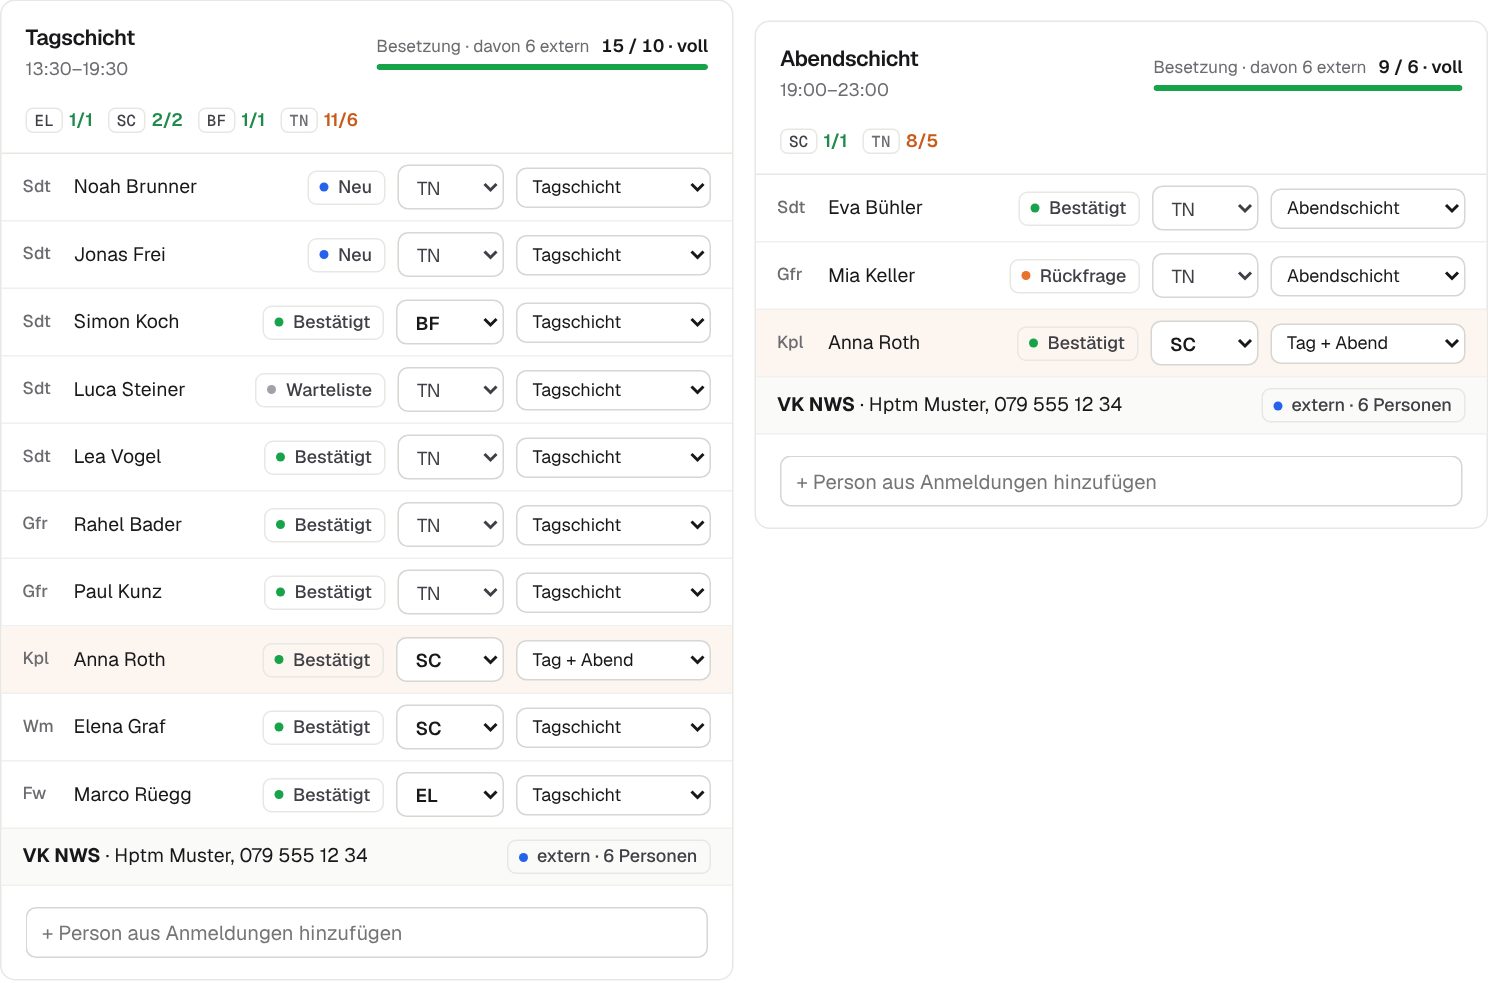 Tagschicht
13:30–19:30
Besetzung · davon 6 extern 15 / 10 · voll
EL 1/1 SC 2/2 BF 1/1 TN 11/6
Sdt Noah Brunner Neu TN Tagschicht
Sdt Jonas Frei Neu TN Tagschicht
Sdt Simon Koch Bestätigt BF Tagschicht
Sdt Luca Steiner Warteliste TN Tagschicht
Sdt Lea Vogel Bestätigt TN Tagschicht
Gfr Rahel Bader Bestätigt TN Tagschicht
Gfr Paul Kunz Bestätigt TN Tagschicht
Kpl Anna Roth Bestätigt SC Tag + Abend
Wm Elena Graf Bestätigt SC Tagschicht
Fw Marco Rüegg Bestätigt EL Tagschicht
VK NWS · Hptm Muster, 079 555 12 34 extern · 6 Personen
+ Person aus Anmeldungen hinzufügen
Abendschicht
19:00–23:00
Besetzung · davon 6 extern 9 / 6 · voll
SC 1/1 TN 8/5
Sdt Eva Bühler Bestätigt TN Abendschicht
Gfr Mia Keller Rückfrage TN Abendschicht
Kpl Anna Roth Bestätigt SC Tag + Abend
VK NWS · Hptm Muster, 079 555 12 34 extern · 6 Personen
+ Person aus Anmeldungen hinzufügen